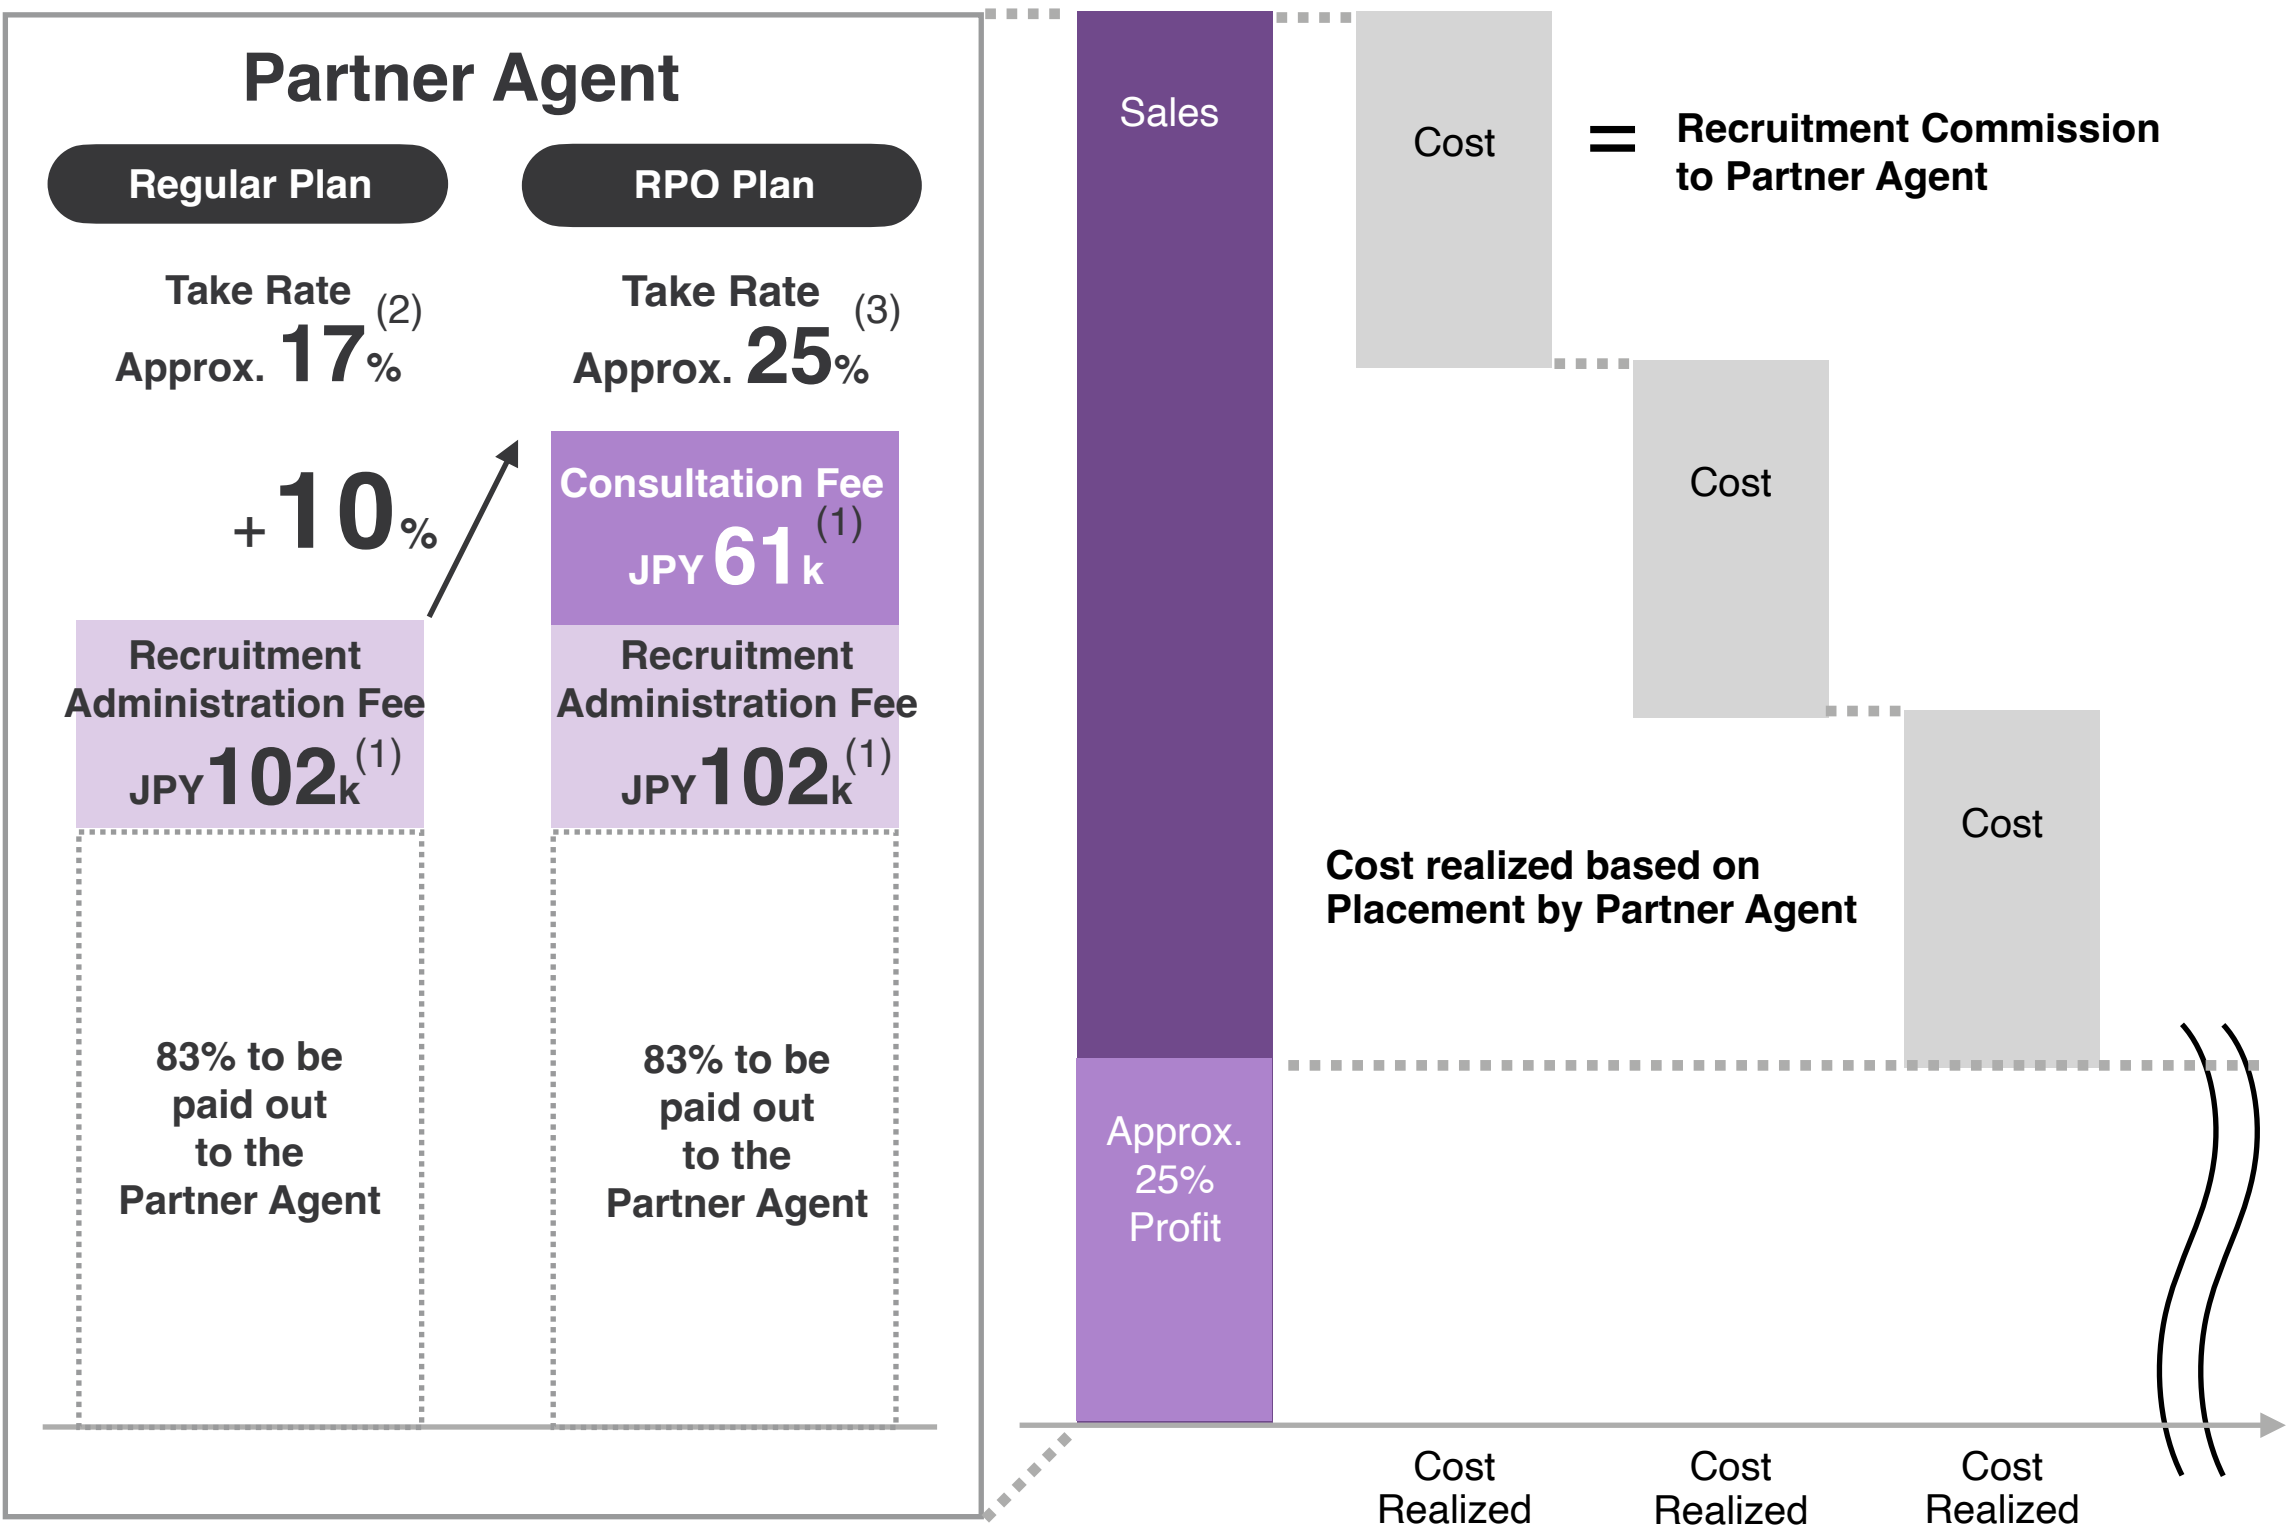 Partner Agent
Regular Plan
RPO Plan
Take Rate
Approx. 17% (2)
Take Rate
Approx. 25% (3)
+10%
Consultation Fee
JPY 61k (1)
Recruitment
Administration Fee
JPY 102k (1)
Recruitment
Administration Fee
JPY 102k (1)
83% to be
paid out
to the
Partner Agent
83% to be
paid out
to the
Partner Agent
Sales
Approx.
25%
Profit
Cost
=
Recruitment Commission
to Partner Agent
Cost
Cost
Cost realized based on
Placement by Partner Agent
Cost
Realized
Cost
Realized
Cost
Realized